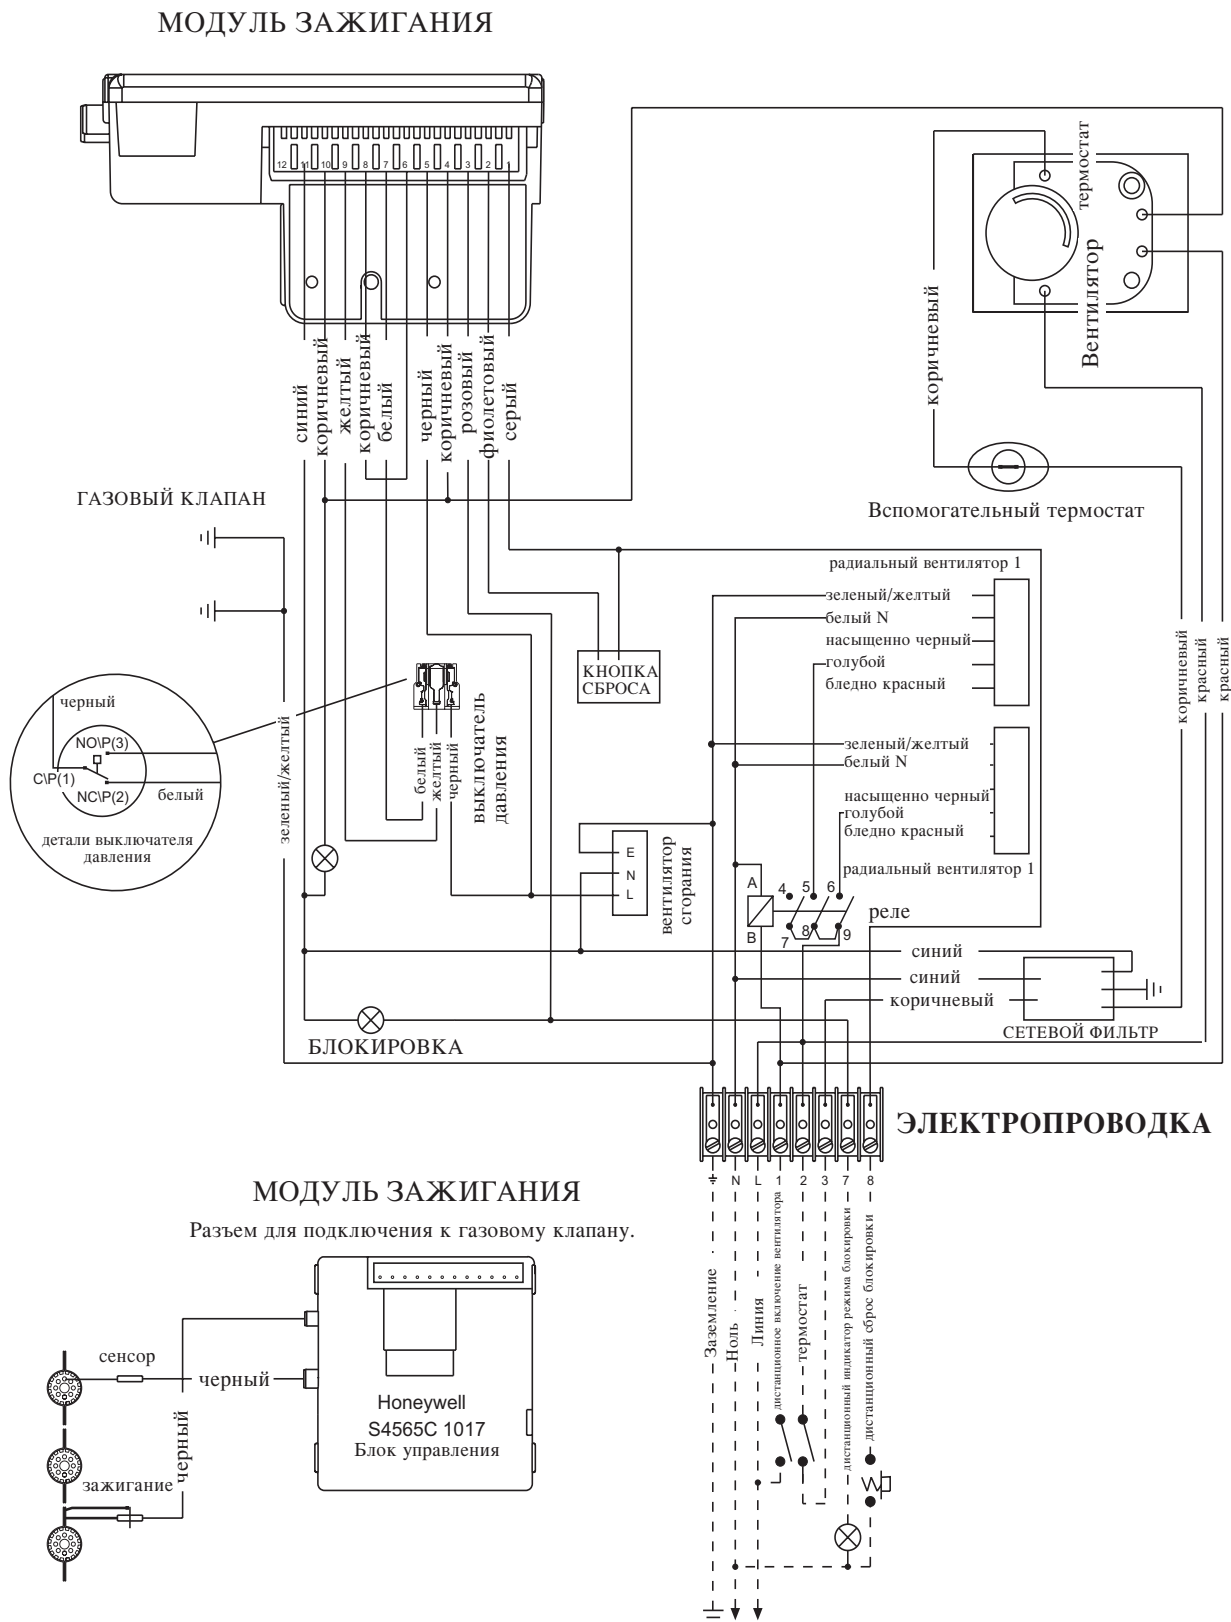 МОДУЛЬ ЗАЖИГАНИЯ
12 11 10 9 8 7 6 5 4 3 2 1
синий
коричневый
желтый
коричневый
белый
черный
коричневый
розовый
фиолетовый
серый
термостат
Вентилятор
коричневый
Вспомогательный термостат
ГАЗОВЫЙ КЛАПАН
радиальный вентилятор 1
зеленый/желтый
белый N
насыщенно черный
голубой
бледно красный
КНОПКА
СБРОСА
коричневый
красный
красный
черный
NO\P(3)
C\P(1)
NC\P(2)
белый
детали выключателя
давления
зеленый/желтый
белый
желтый
черный
выключатель
давления
зеленый/желтый
белый N
насыщенно черный
голубой
бледно красный
радиальный вентилятор 1
E
N
L
вентилятор
сгорания
A
B
4 5 6
7 8 9
реле
синий
синий
коричневый
СЕТЕВОЙ ФИЛЬТР
БЛОКИРОВКА
ЭЛЕКТРОПРОВОДКА
N L 1 2 3 7 8
Заземление
Ноль
Линия
дистанционное включение вентилятора
термостат
дистанционный индикатор режима блокировки
дистанционный сброс блокировки
МОДУЛЬ ЗАЖИГАНИЯ
Разъем для подключения к газовому клапану.
сенсор
черный
черный
зажигание
Honeywell
S4565C 1017
Блок управления